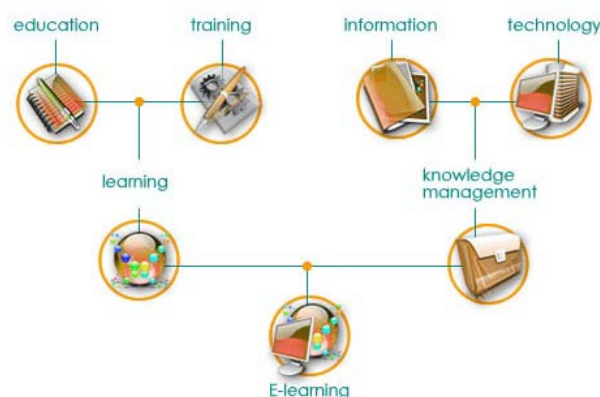 education
training
information
technology
learning
knowledge
management
E-learning